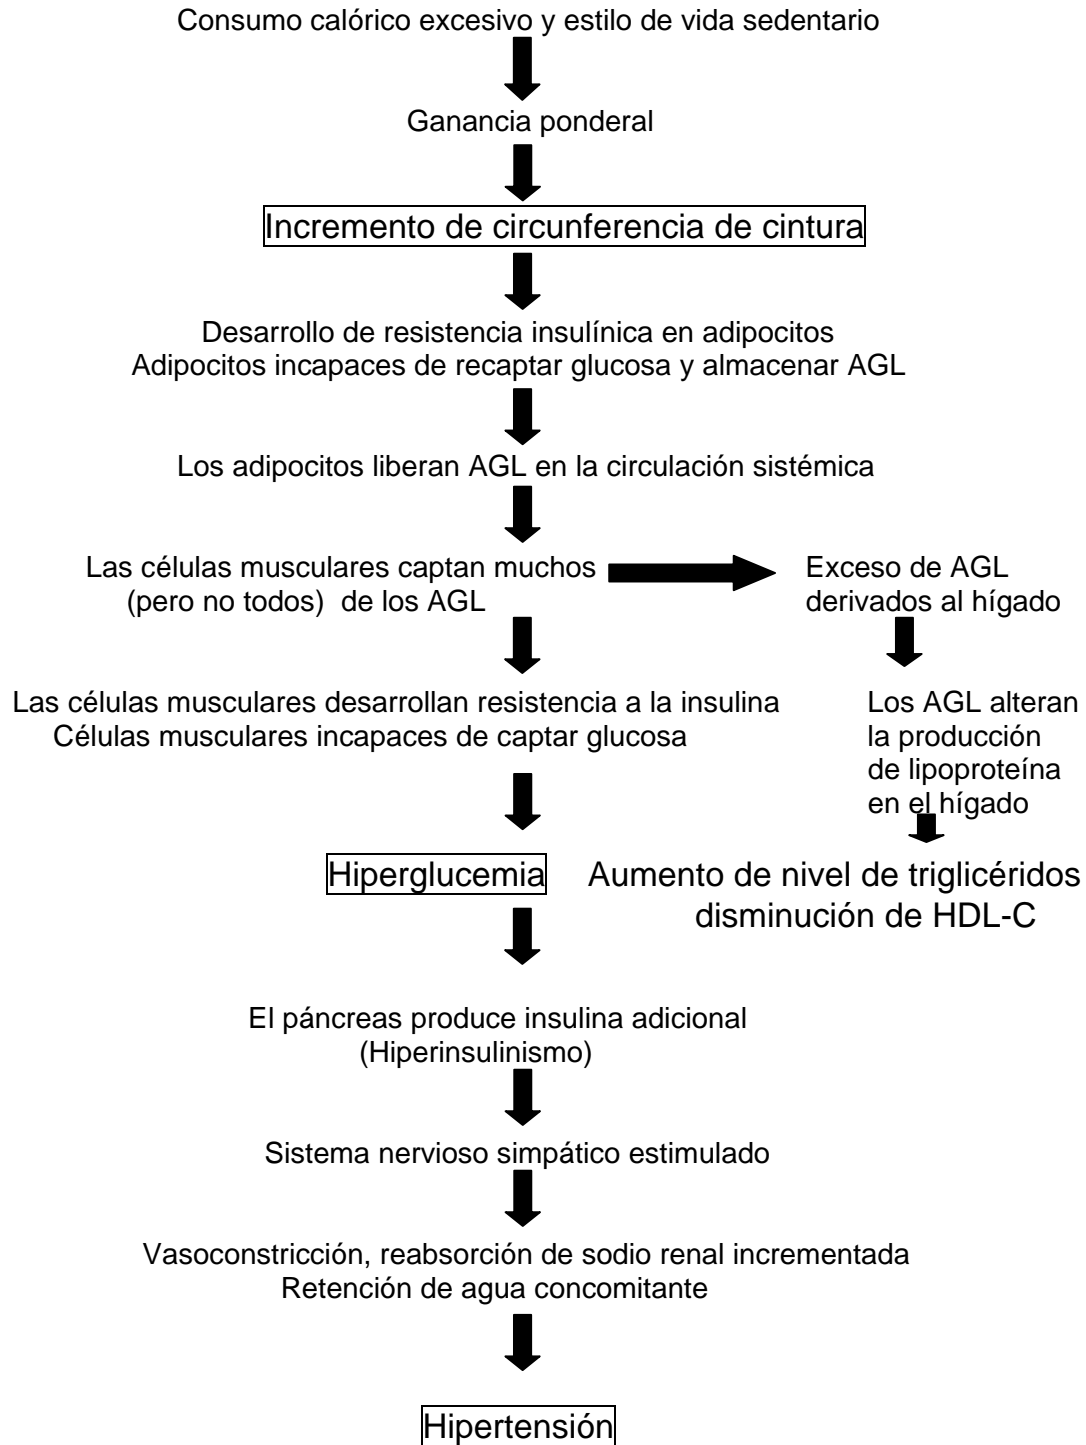 Consumo calórico excesivo y estilo de vida sedentario
Ganancia ponderal
Incremento de circunferencia de cintura
Desarrollo de resistencia insulínica en adipocitos
Adipocitos incapaces de recaptar glucosa y almacenar AGL
Los adipocitos liberan AGL en la circulación sistémica
Las células musculares captan muchos
(pero no todos) de los AGL
Exceso de AGL
derivados al hígado
Las células musculares desarrollan resistencia a la insulina
Células musculares incapaces de captar glucosa
Los AGL alteran
la producción
de lipoproteína
en el hígado
Hiperglucemia
Aumento de nivel de triglicéridos
disminución de HDL-C
El páncreas produce insulina adicional
(Hiperinsulinismo)
Sistema nervioso simpático estimulado
Vasoconstricción, reabsorción de sodio renal incrementada
Retención de agua concomitante
Hipertensión